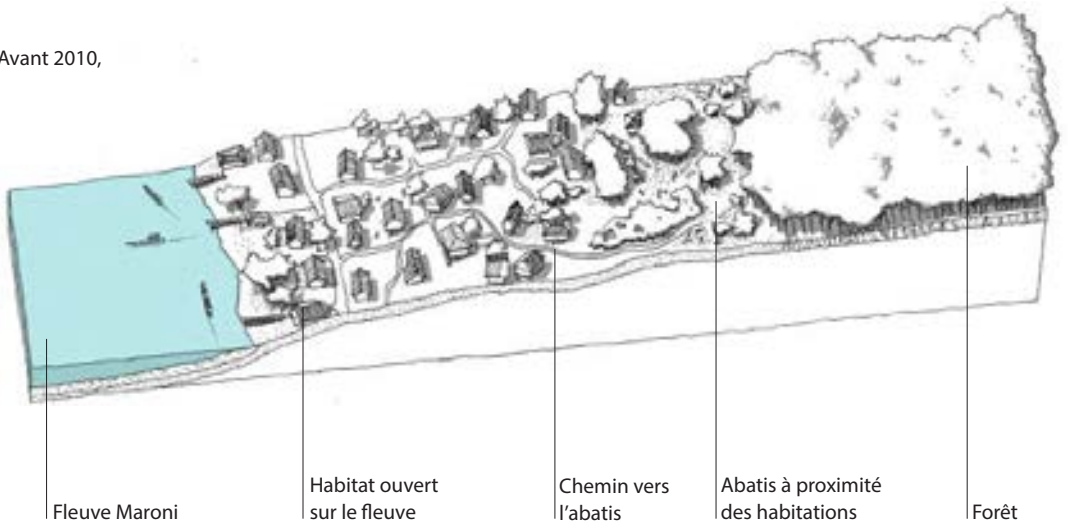 Avant 2010,
Fleuve Maroni
Habitat ouvert
sur le fleuve
Chemin vers
l'abatis
Abatis à proximité
des habitations
Forêt